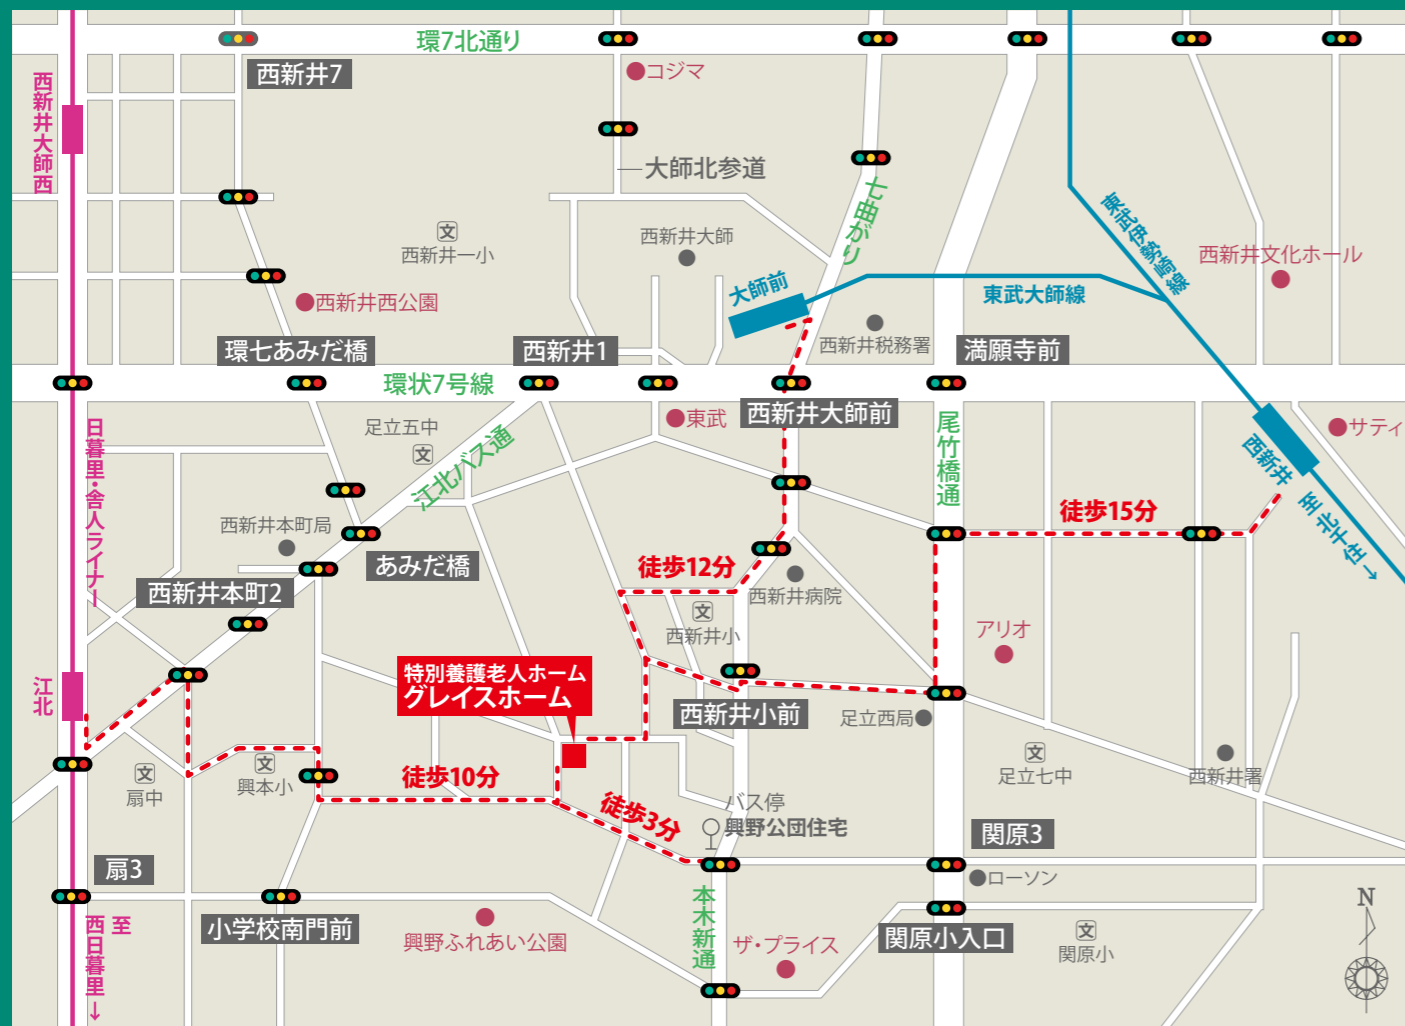 環7北通り
西新井7
コジマ
西新井大師西
大師北参道
七曲がり
東武伊勢崎線
西新井一小
文
西新井大師
西新井文化ホール
大師前
東武大師線
西新井西公園
西新井税務署
環七あみだ橋
西新井1
満願寺前
環状7号線
西新井大師前
東武
足立五中
文
日暮里・舎人ライナー
江北バス通
尾竹橋通
サティ
西新井
至北千住→
西新井本町局
あみだ橋
徒歩15分
徒歩12分
西新井病院
西新井本町2
文
西新井小
アリオ
特別養護老人ホーム
グレイスホーム
江北
西新井小前
足立西局
文
扇中
文
興本小
徒歩10分
文
足立七中
西新井署
徒歩3分
バス停
興野公団住宅
関原3
扇3
ローソン
本木新通
小学校南門前
興野ふれあい公園
ザ・プライス
関原小入口
文
関原小
至
西日暮里→
N